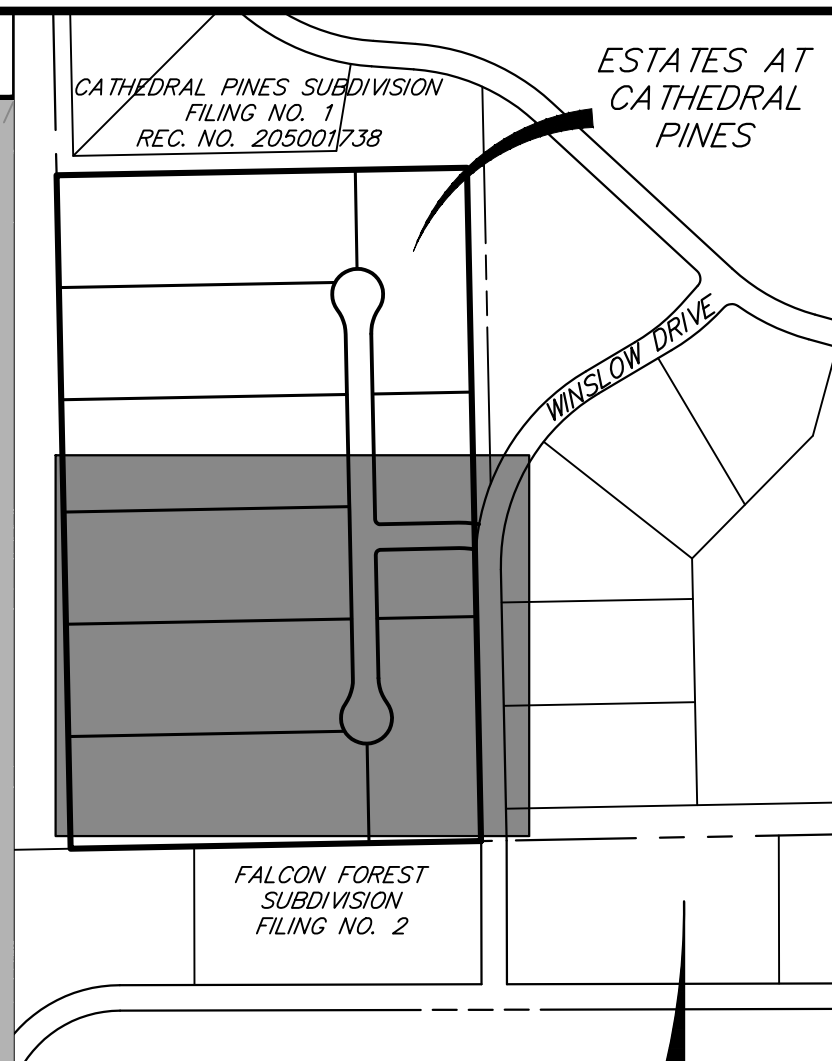 ESTATES AT
CATHEDRAL
PINES
CATHEDRAL PINES SUBDIVISION
FILING NO. 1
REC. NO. 205001738
WINSLOW DRIVE
FALCON FOREST
SUBDIVISION
FILING NO. 2